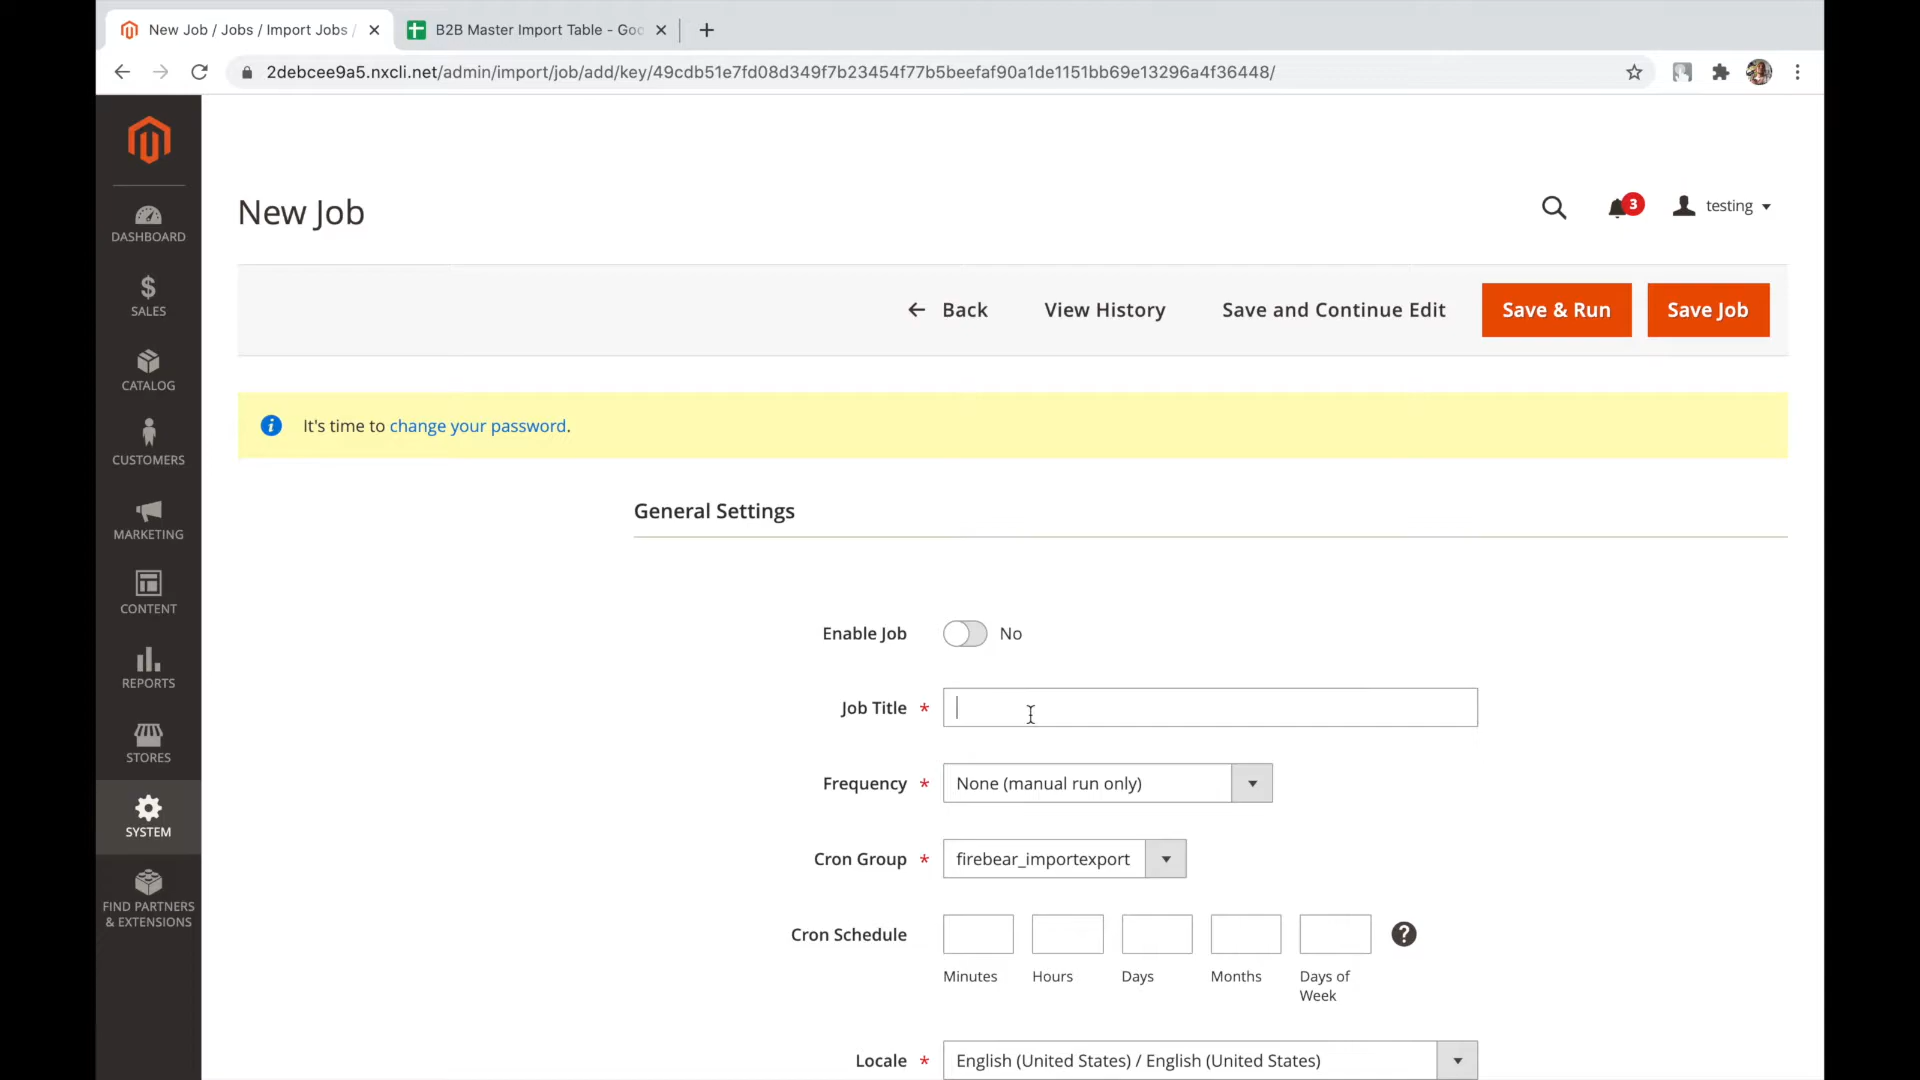 New Job / Jobs / Import Jobs /
B2B Master Import Table - Goo
2debcee9a5.nxcli.net/admin/import/job/add/key/49cdb51e7fd08d349f7b23454f77b5beefaf90a1de1151bb69e13296a4f36448/
New Job
3
testing
DASHBOARD
SALES
CATALOG
CUSTOMERS
MARKETING
CONTENT
REPORTS
STORES
SYSTEM
FIND PARTNERS
& EXTENSIONS
Back
View History
Save and Continue Edit
Save & Run
Save Job
It's time to change your password.
General Settings
Enable Job No
Job Title *
Frequency * None (manual run only)
Cron Group * firebear_importexport
Cron Schedule ?
Minutes Hours Days Months Days of
Week
Locale * English (United States) / English (United States)